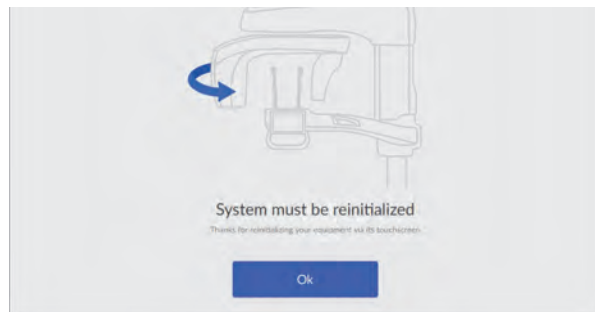 System must be reinitialized
Thanks for reinitializing your equipment via its touchscreen.
Ok